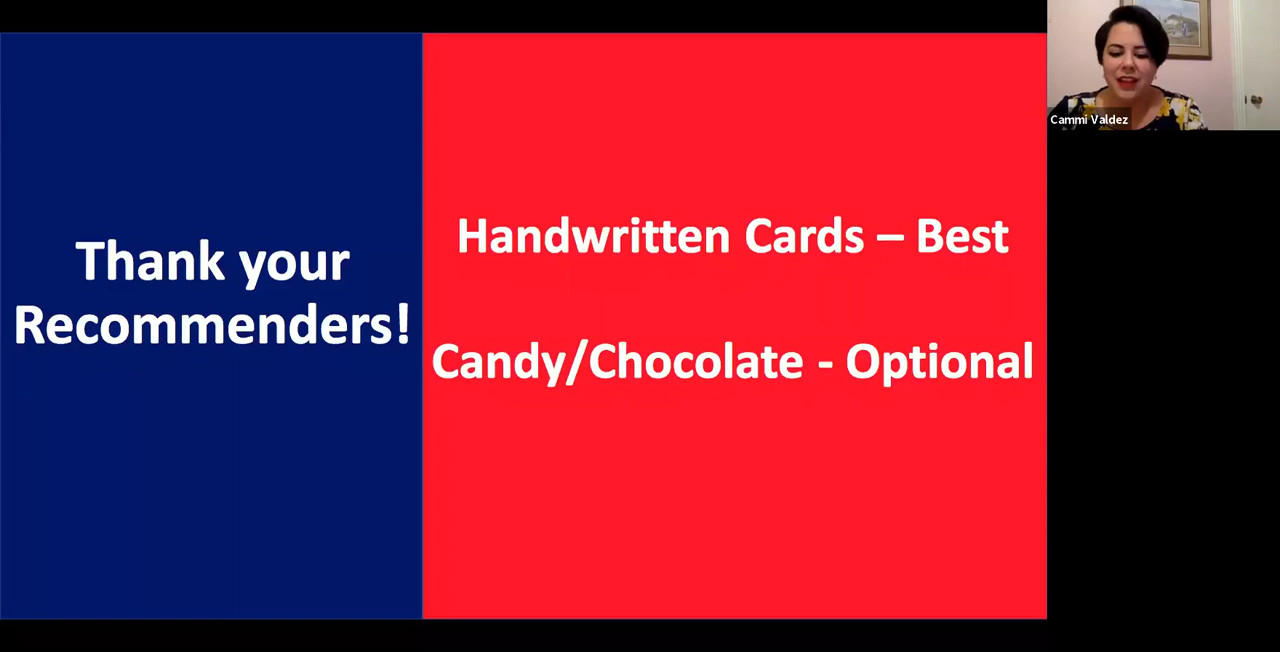 Thank your
Recommenders!
Handwritten Cards – Best
Candy/Chocolate - Optional
Cammi Valdez